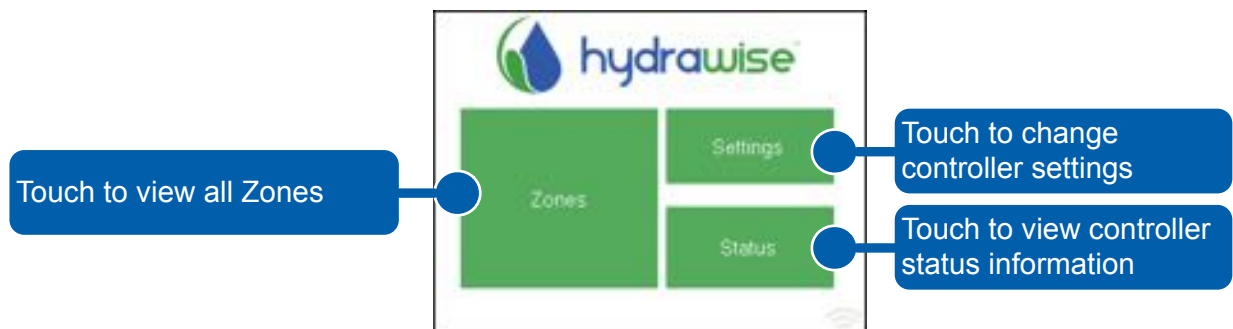 hydrawise
Touch to view all Zones
Zones
Settings
Touch to change
controller settings
Status
Touch to view controller
status information